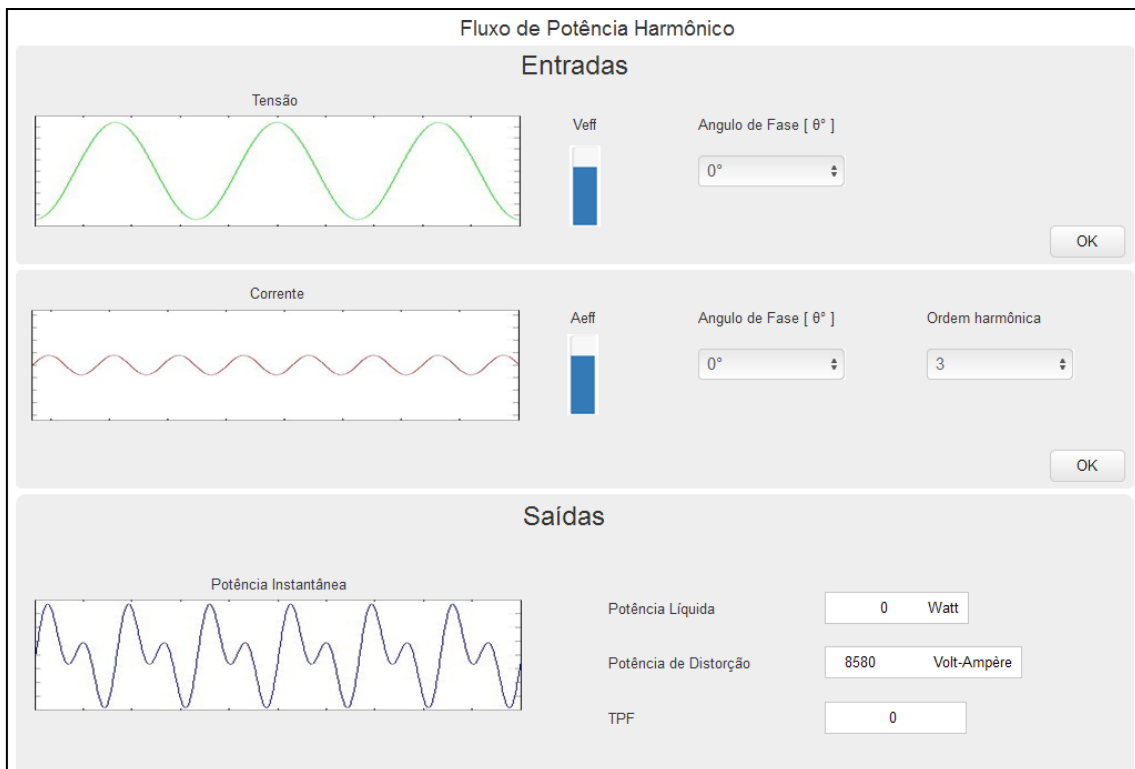 Fluxo de Potência Harmônico
Entradas
Tensão
Veff
Angulo de Fase [ θ° ]
0°
OK
Corrente
Aeff
Angulo de Fase [ θ° ]
Ordem harmônica
0°
3
OK
Saídas
Potência Instantânea
Potência Líquida
0 Watt
Potência de Distorção
8580 Volt-Ampère
TPF
0